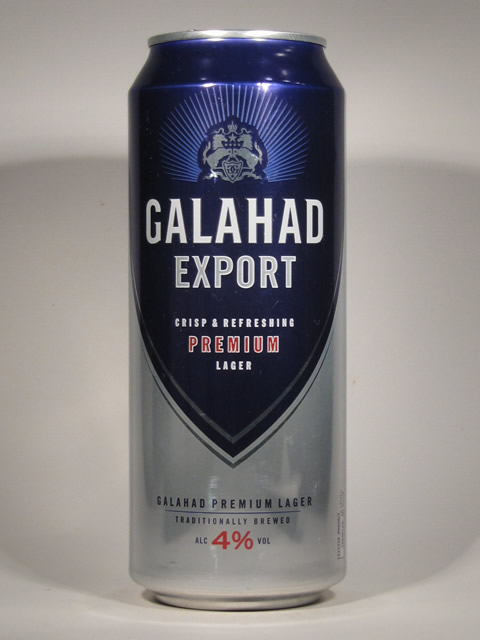 GALAHAD
EXPORT
CRISP & REFRESHING
PREMIUM
LAGER
GALAHAD PREMIUM LAGER
TRADITIONALLY BREWED
ALC 4% VOL